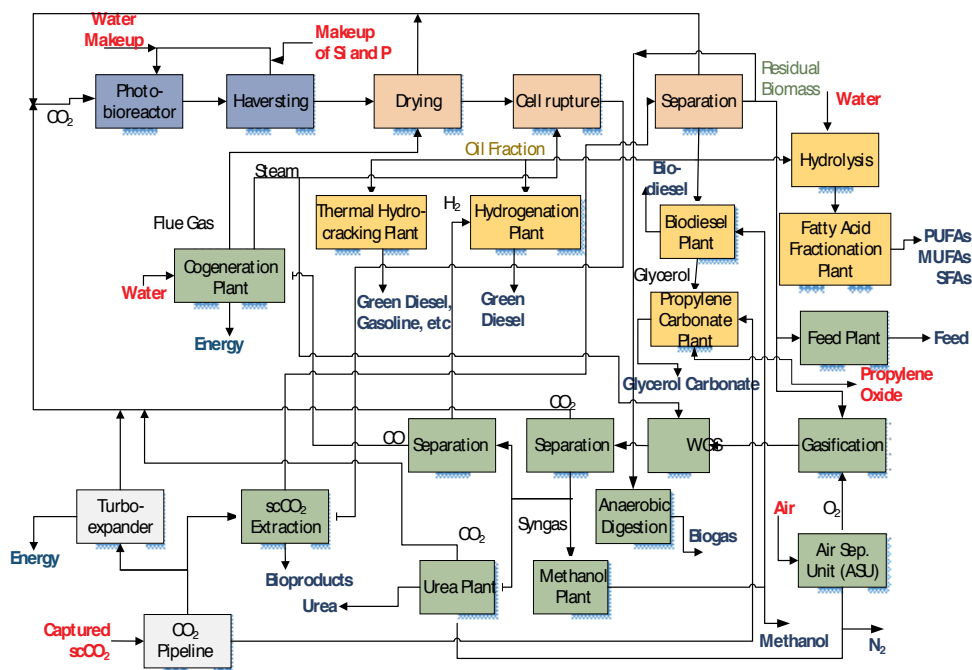 Water
Makeup
Makeup
of Si and P
Residual
Biomass
Photo-
bioreactor
Haversting
Drying
Cell rupture
Separation
Water
CO2
Oil Fraction
Hydrolysis
Steam
Bio-
diesel
H2
Thermal Hydro-
cracking Plant
Hydrogenation
Plant
Biodiesel
Plant
Fatty Acid
Fractionation
Plant
PUFAs
MUFAs
SFAs
Flue Gas
Cogeneration
Plant
Water
Glycerol
Green Diesel,
Gasoline, etc
Green
Diesel
Propylene
Carbonate
Plant
Feed Plant
Feed
Energy
Glycerol Carbonate
Propylene
Oxide
CO2
CO
Separation
Separation
WGS
Gasification
Turbo-
expander
scCO2
Extraction
Anaerobic
Digestion
Syngas
CO2
O2
Air
Energy
Biogas
Air Sep.
Unit (ASU)
Bioproducts
Urea
Urea Plant
Methanol
Plant
Captured
scCO2
CO2
Pipeline
Methanol
N2